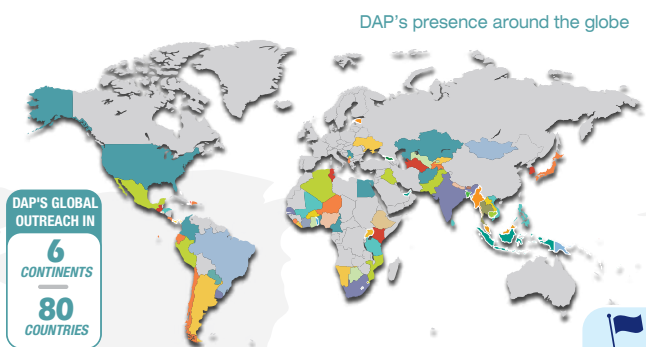 DAP's presence around the globe
DAP'S GLOBAL
OUTREACH IN
6
CONTINENTS
80
COUNTRIES